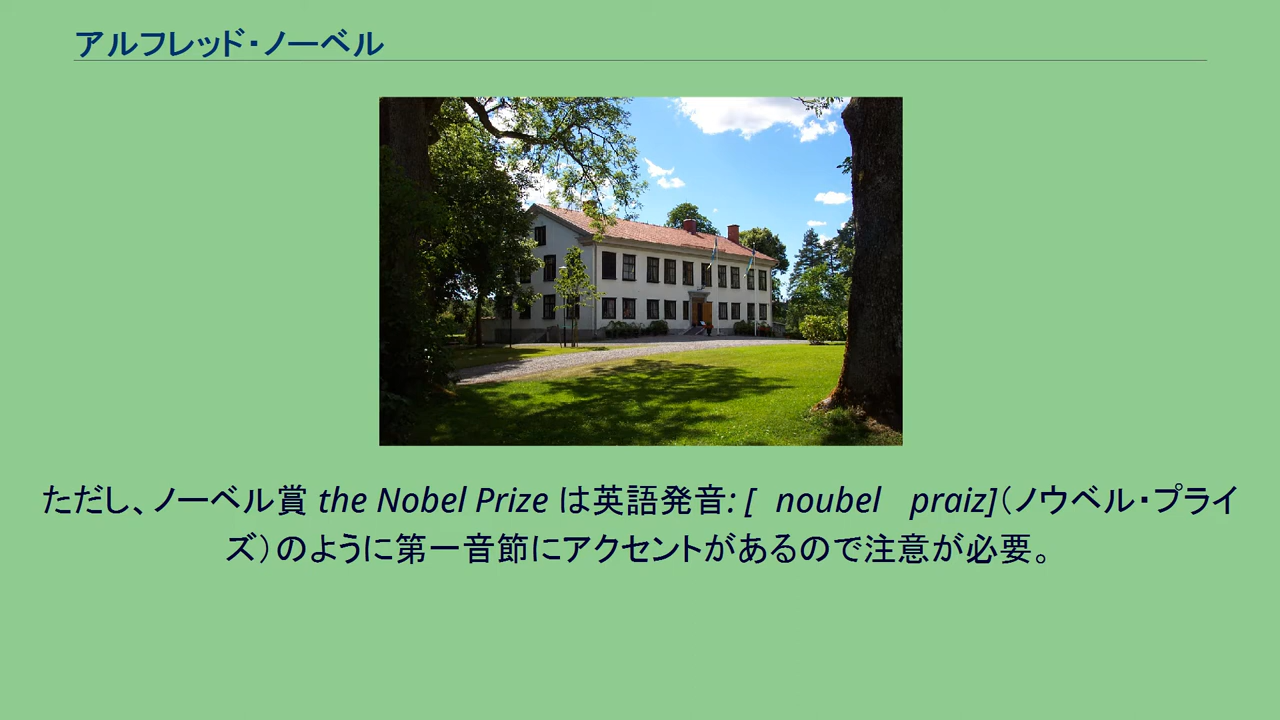 アルフレッド・ノーベル
ただし、ノーベル賞 the Nobel Prize は英語発音: [ noubel praiz]（ノウベル・プライ
ズ）のように第一音節にアクセントがあるので注意が必要。